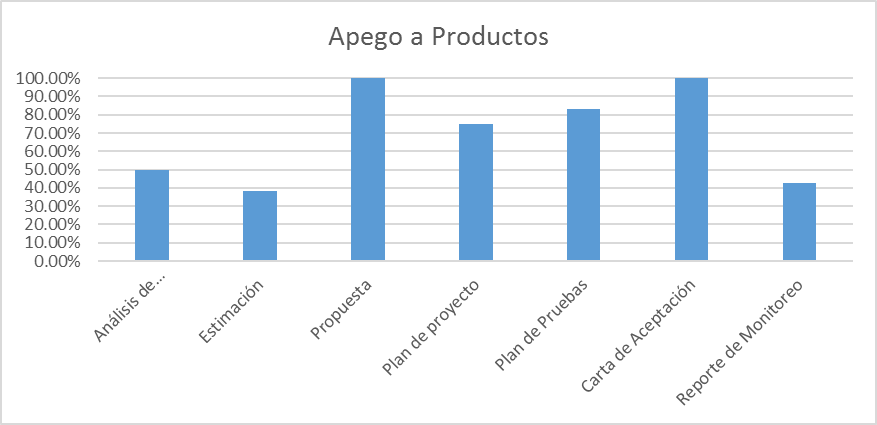 Apego a Productos
100.00%
90.00%
80.00%
70.00%
60.00%
50.00%
40.00%
30.00%
20.00%
10.00%
0.00%
Análisis de...
Estimación
Propuesta
Plan de proyecto
Plan de Pruebas
Carta de Aceptación
Reporte de Monitoreo